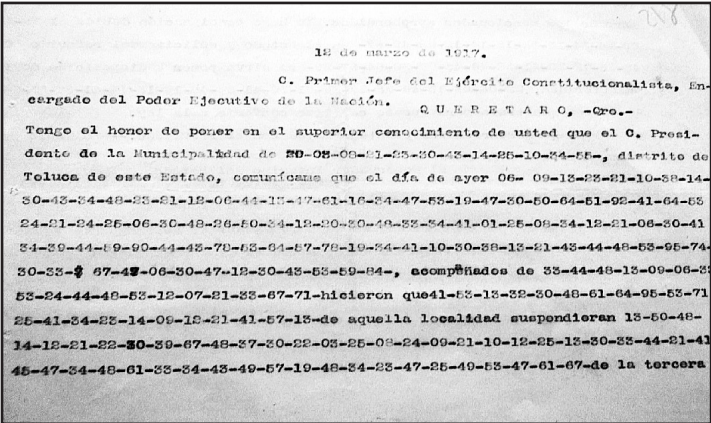 12 de marzo de 1917.
C. Primer Jefe del Ejército Constitucionalista, En-
cargado del Poder Ejecutivo de la Nación.
QUERETARO, -Qro.-
Tengo el honor de poner en el superior conocimiento de usted que el C. Presi-
dente de la Municipalidad de 20-03-08-21-23-30-43-14-25-10-34-55-, distrito de
Toluca de este Estado, comunícame que el día de ayer 06- 09-13-23-21-10-38-14-
30-43-34-48-23-21-12-06-44-13-47-61-16-34-47-53-19-47-30-50-64-51-92-41-64-53
24-21-24-25-06-30-48-26-50-34-12-20-30-48-33-34-41-01-25-08-34-12-21-06-30-41
34-39-44-59-90-44-43-78-53-64-57-78-19-34-41-10-30-38-13-21-43-44-48-53-95-74-
30-33- 67-47-06-30-47-12-30-43-53-59-84-, acompañados de 33-44-48-13-09-06-3
53-24-44-48-53-12-07-21-33-67-71-hicieron que 41-53-13-32-30-48-61-64-95-53-71
25-41-34-23-14-09-12-21-41-57-13-de aquella localidad suspendieran 13-50-48-
14-12-21-22-30-39-67-48-37-30-22-03-25-08-24-09-21-10-12-25-13-30-33-44-21-41
45-47-34-48-61-33-34-43-49-57-19-48-34-23-47-25-49-53-47-61-67-de la tercera